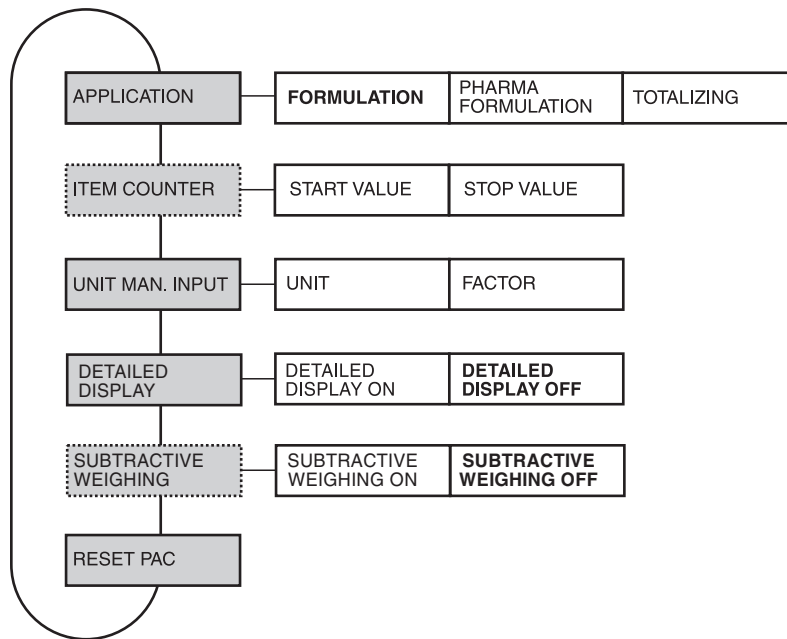 APPLICATION
FORMULATION
PHARMA
FORMULATION
TOTALIZING
ITEM COUNTER
START VALUE
STOP VALUE
UNIT MAN. INPUT
UNIT
FACTOR
DETAILED
DISPLAY
DETAILED
DISPLAY ON
DETAILED
DISPLAY OFF
SUBTRACTIVE
WEIGHING
SUBTRACTIVE
WEIGHING ON
SUBTRACTIVE
WEIGHING OFF
RESET PAC